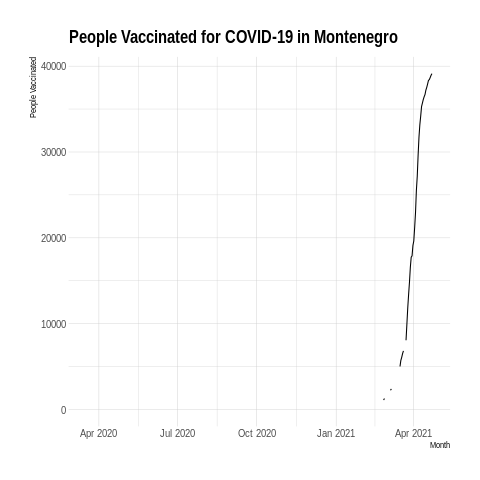 People Vaccinated for COVID-19 in Montenegro
People Vaccinated
40000
30000
20000
10000
0
Apr 2020
Jul 2020
Oct 2020
Jan 2021
Apr 2021
Month